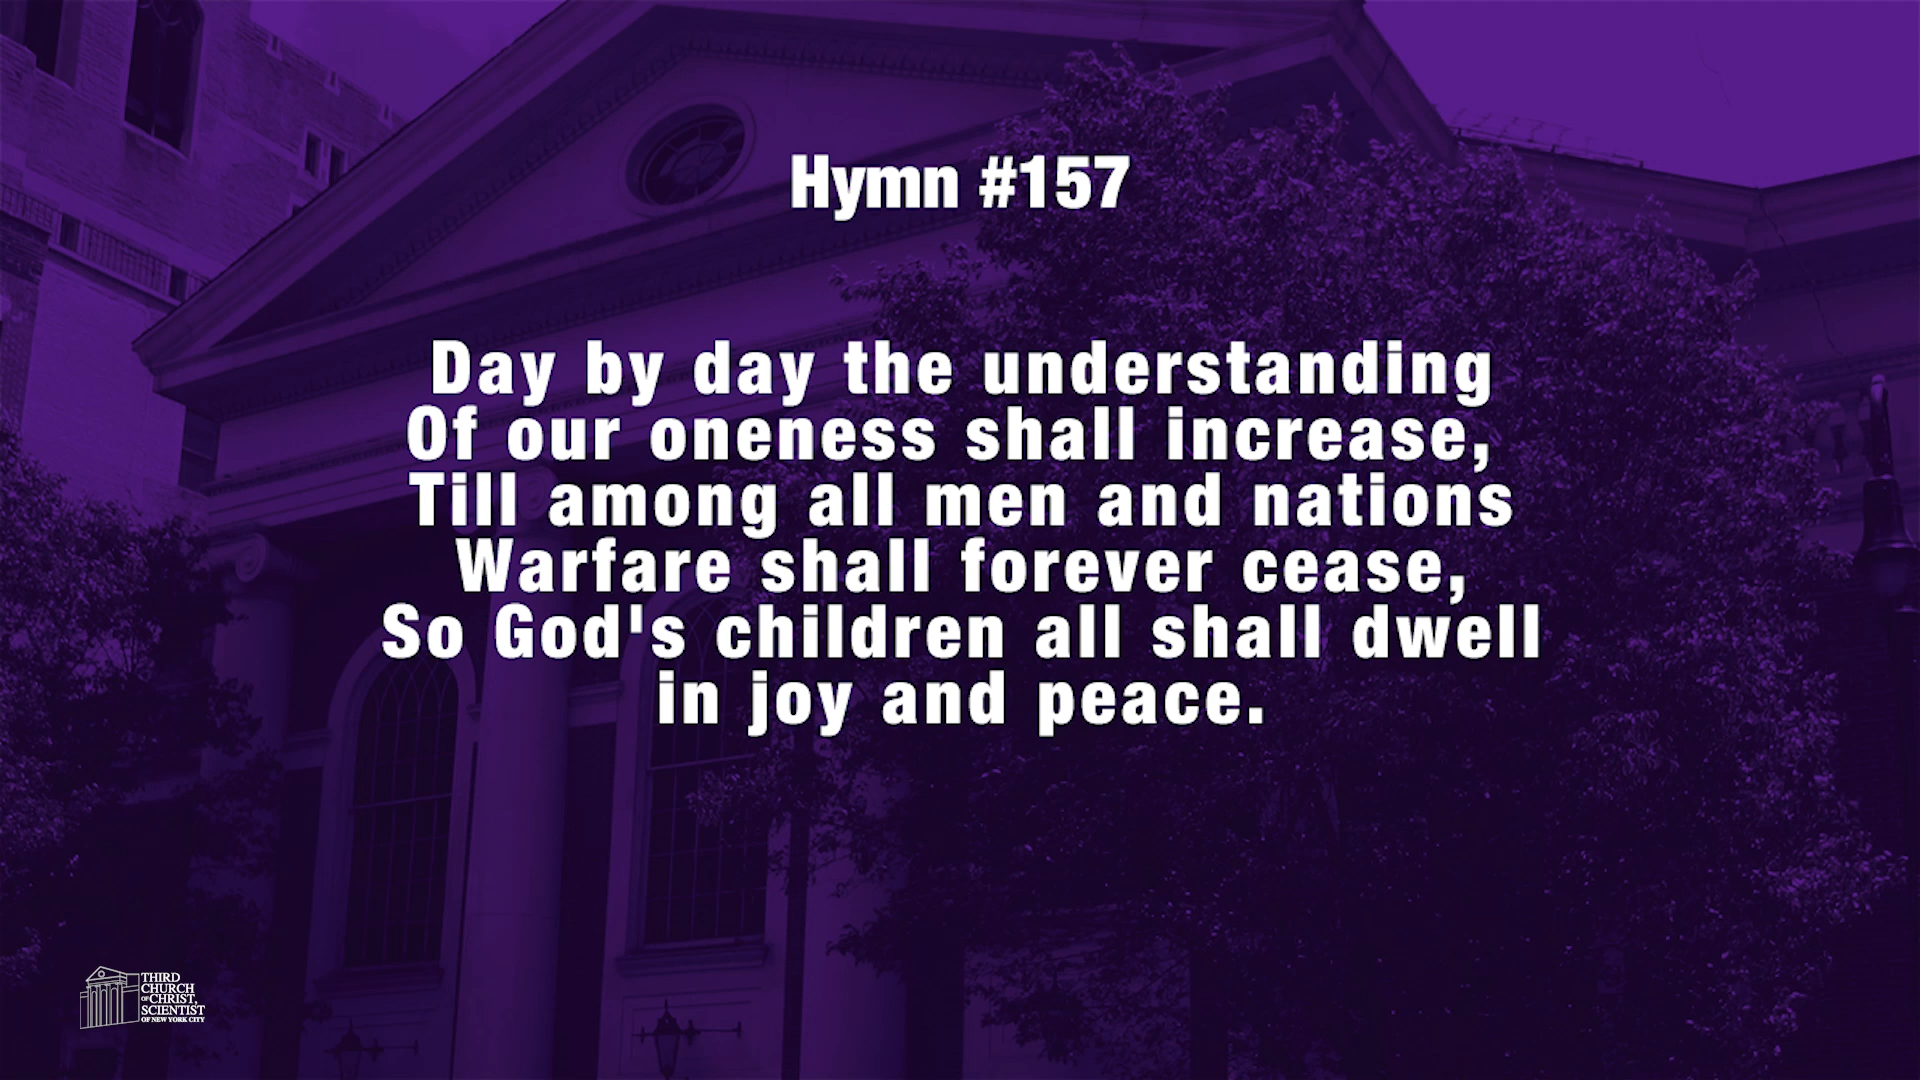 Hymn #157
Day by day the understanding
Of our oneness shall increase,
Till among all men and nations
Warfare shall forever cease,
So God's children all shall dwell
in joy and peace.
THIRD
CHURCH
OF CHRIST,
SCIENTIST
OF NEW YORK CITY